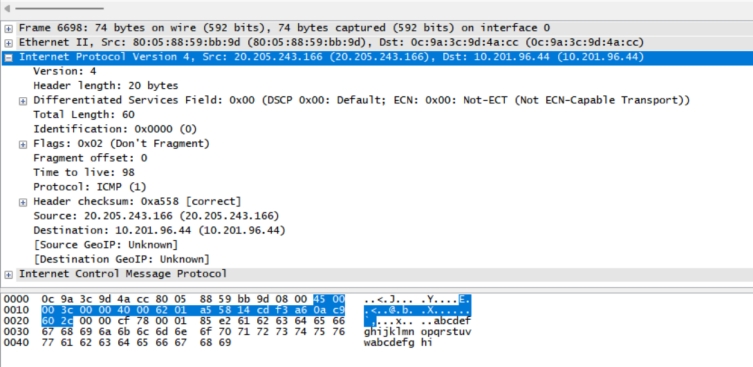 Frame 6698: 74 bytes on wire (592 bits), 74 bytes captured (592 bits) on interface 0
Ethernet II, Src: 80:05:88:59:bb:9d (80:05:88:59:bb:9d), Dst: 0c:9a:3c:9d:4a:cc (0c:9a:3c:9d:4a:cc)
Internet Protocol Version 4, Src: 20.205.243.166 (20.205.243.166), Dst: 10.201.96.44 (10.201.96.44)
Version: 4
Header length: 20 bytes
Differentiated Services Field: 0x00 (DSCP 0x00: Default; ECN: 0x00: Not-ECT (Not ECN-Capable Transport))
Total Length: 60
Identification: 0x0000 (0)
Flags: 0x02 (Don't Fragment)
Fragment offset: 0
Time to live: 98
Protocol: ICMP (1)
Header checksum: 0xa558 [correct]
Source: 20.205.243.166 (20.205.243.166)
Destination: 10.201.96.44 (10.201.96.44)
[Source GeoIP: Unknown]
[Destination GeoIP: Unknown]
Internet Control Message Protocol
0000 0c 9a 3c 9d 4a cc 80 05 88 59 bb 9d 08 00 45 00 ..<.J... .Y....E.
0010 00 3c 00 00 40 00 62 01 a5 58 14 cd f3 a6 0a c9 .<..@.b. .X......
0020 60 2c 00 00 cf 78 00 01 85 e2 61 62 63 64 65 66 `,...x.. ..abcdef
0030 67 68 69 6a 6b 6c 6d 6e 6f 70 71 72 73 74 75 76 ghijklmn opqrstuv
0040 77 61 62 63 64 65 66 67 68 69 wabcdefg hi